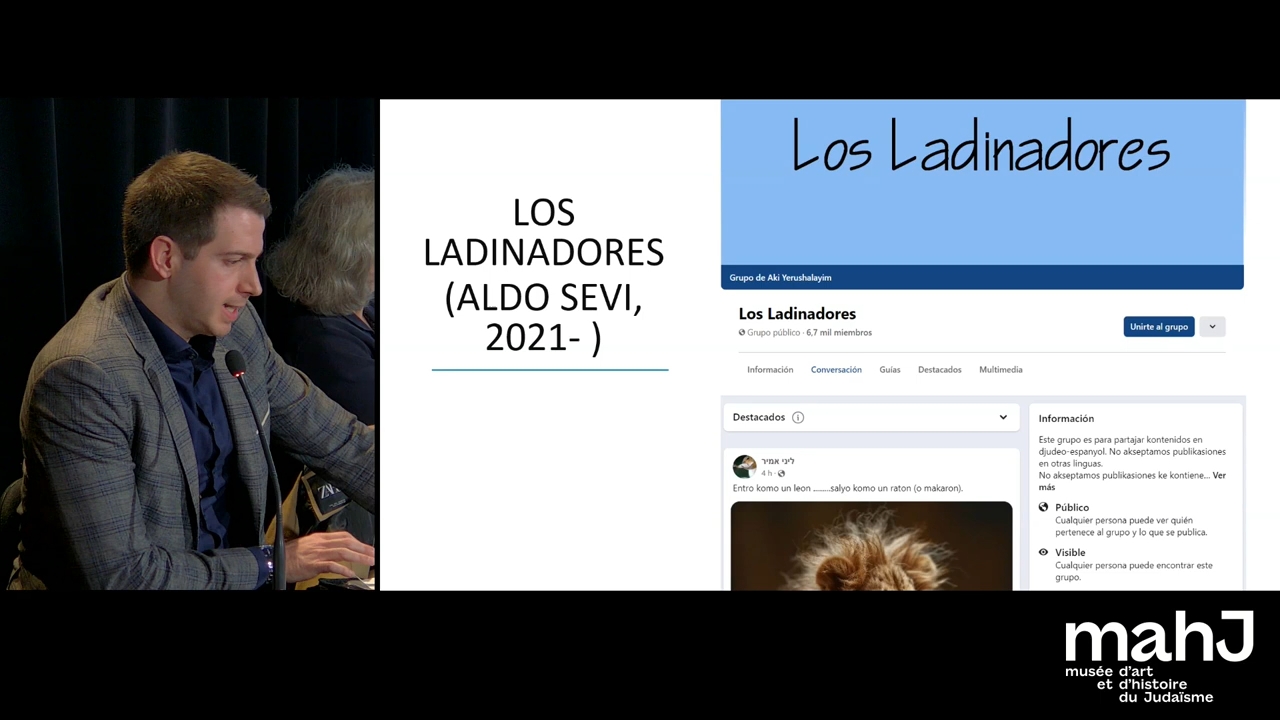 LOS
LADINADORES
(ALDO SEVI,
2021- )
Los Ladinadores
Grupo de Aki Yerushalayim
Los Ladinadores
Grupo público · 6,7 mil miembros
Unirte al grupo
Información
Conversación
Guías
Destacados
Multimedia
Destacados
ליני אמיר
4 h ·
Entro komo un leon ........salyo komo un raton (o makaron).
Información
Este grupo es para partajar kontenidos en
djudeo-espanyol. No akseptamos publikasiones
en otras línguas.
No akseptamos publikasiones ke kontiene... Ver
más
Público
Cualquier persona puede ver quién
pertenece al grupo y lo que se publica.
Visible
Cualquier persona puede encontrar este
grupo.
mahJ
musée d'art
et d'histoire
du Judaïsme